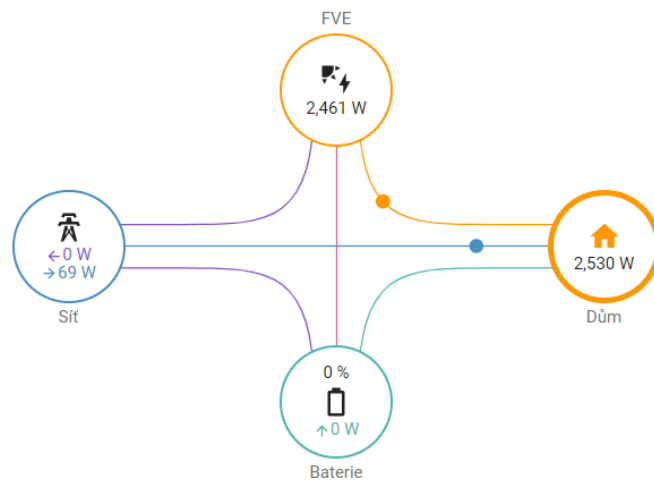 FVE
2,461 W
←0 W
→69 W
Síť
2,530 W
Dům
0 %
↑0 W
Baterie